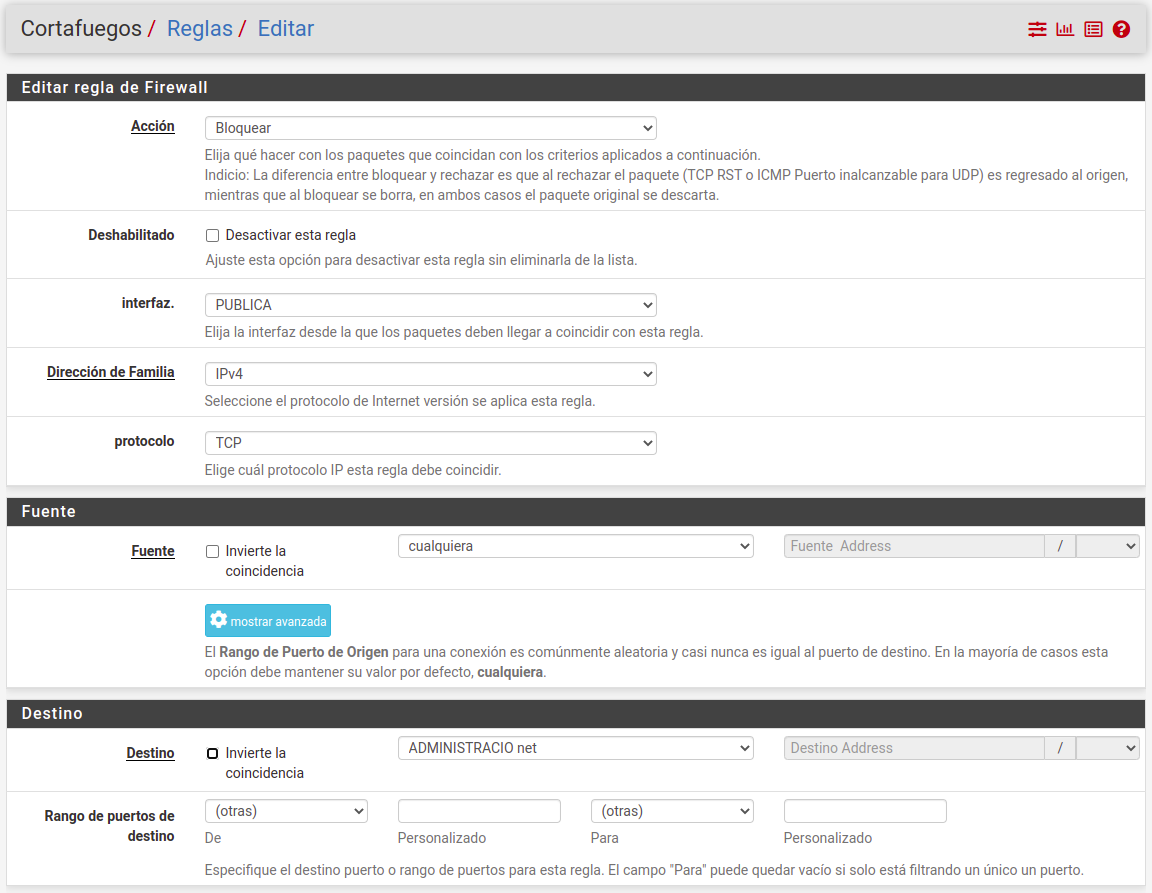 Cortafuegos / Reglas / Editar
Editar regla de Firewall
Acción
Bloquear
Elija qué hacer con los paquetes que coincidan con los criterios aplicados a continuación.
Indicio: La diferencia entre bloquear y rechazar es que al rechazar el paquete (TCP RST o ICMP Puerto inalcanzable para UDP) es regresado al origen,
mientras que al bloquear se borra, en ambos casos el paquete original se descarta.
Deshabilitado
Desactivar esta regla
Ajuste esta opción para desactivar esta regla sin eliminarla de la lista.
interfaz.
PUBLICA
Elija la interfaz desde la que los paquetes deben llegar a coincidir con esta regla.
Dirección de Familia
IPv4
Seleccione el protocolo de Internet versión se aplica esta regla.
protocolo
TCP
Elige cuál protocolo IP esta regla debe coincidir.
Fuente
Fuente
Invierte la
coincidencia
cualquiera
Fuente Address
/
mostrar avanzada
El Rango de Puerto de Origen para una conexión es comúnmente aleatoria y casi nunca es igual al puerto de destino. En la mayoría de casos esta
opción debe mantener su valor por defecto, cualquiera.
Destino
Destino
Invierte la
coincidencia
ADMINISTRACIO net
Destino Address
/
Rango de puertos de
destino
(otras)
De
Personalizado
(otras)
Para
Personalizado
Especifique el destino puerto o rango de puertos para esta regla. El campo "Para" puede quedar vacío si solo está filtrando un único un puerto.